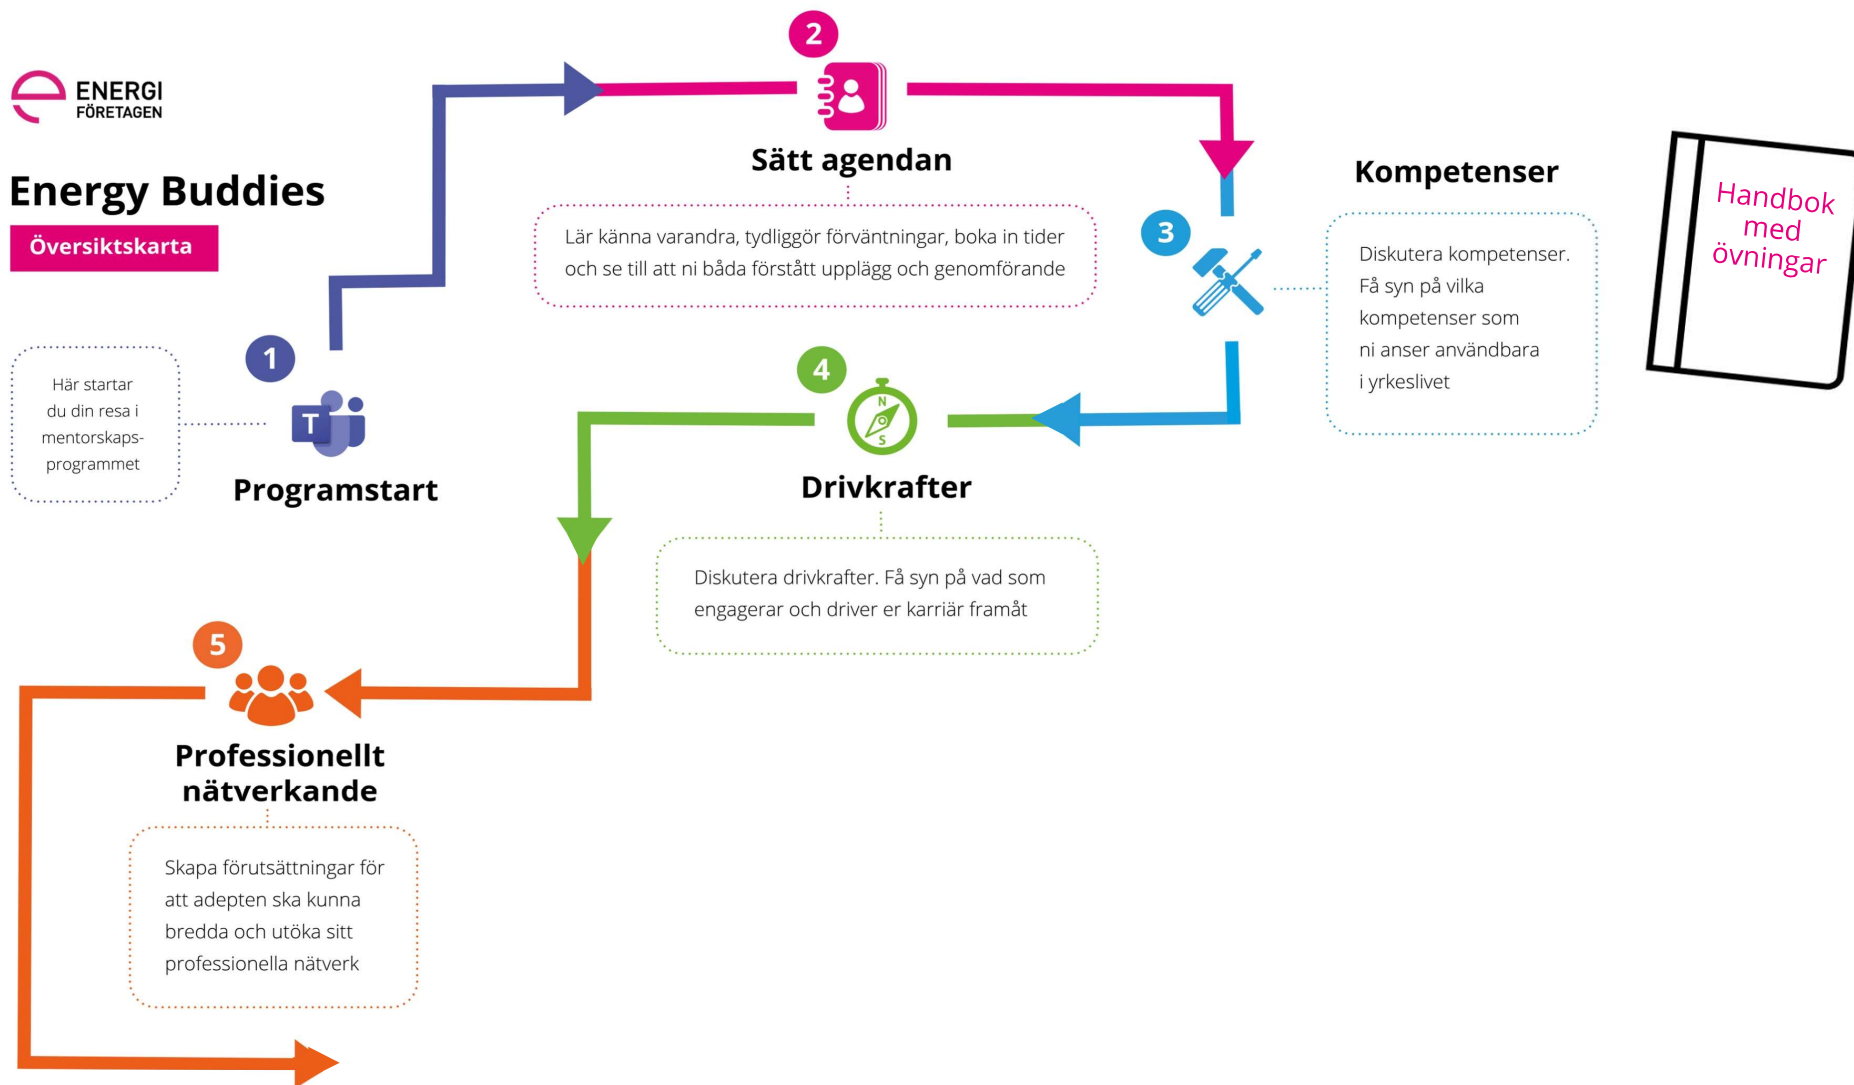 ENERGI
FÖRETAGEN
Energy Buddies
Översiktskarta
1
Här startar
du din resa i
mentorskaps-
programmet
T
Programstart
2
Sätt agendan
Lär känna varandra, tydliggör förväntningar, boka in tider
och se till att ni båda förstått upplägg och genomförande
3
Kompetenser
Diskutera kompetenser.
Få syn på vilka
kompetenser som
ni anser användbara
i yrkeslivet
Handbok
med
övningar
4
N
S
Drivkrafter
Diskutera drivkrafter. Få syn på vad som
engagerar och driver er karriär framåt
5
Professionellt
nätverkande
Skapa förutsättningar för
att adepten ska kunna
bredda och utöka sitt
professionella nätverk